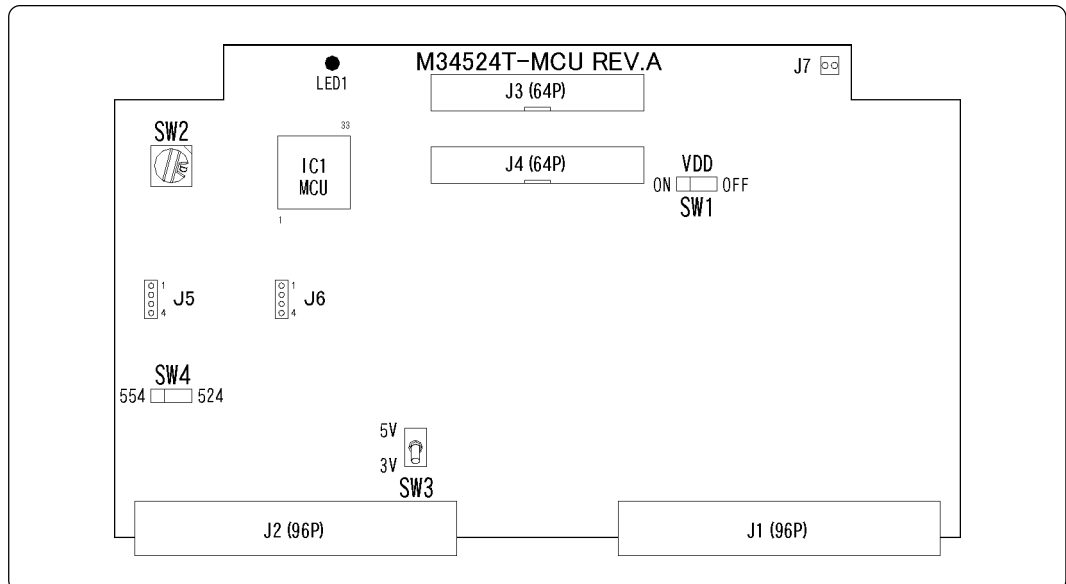 M34524T-MCU REV.A
LED1
J7
J3 (64P)
SW2
33
IC1
MCU
1
J4 (64P)
VDD
ON OFF
SW1
1
J5
4
1
J6
4
SW4
554 524
5V
3V
SW3
J2 (96P)
J1 (96P)